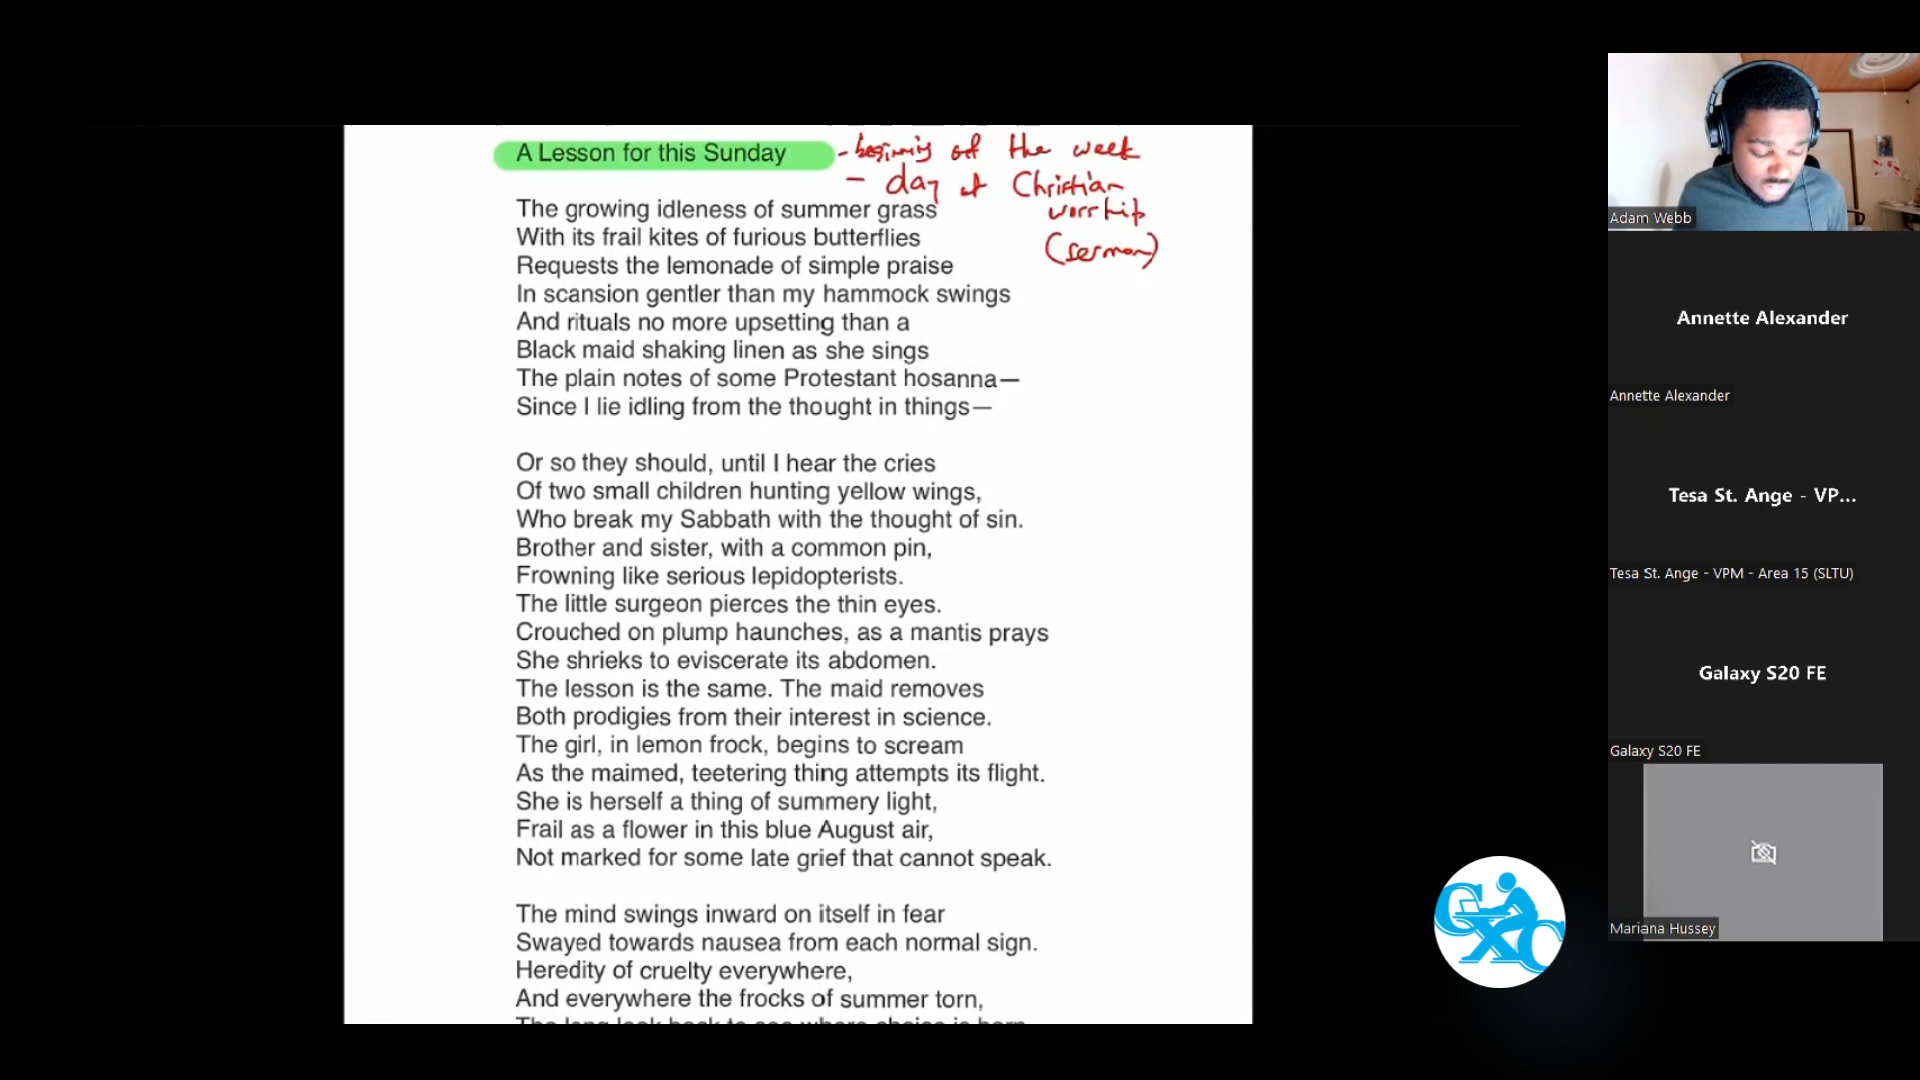 A Lesson for this Sunday
- beginning of the week
- day of Christian
worship
(sermon)
The growing idleness of summer grass
With its frail kites of furious butterflies
Requests the lemonade of simple praise
In scansion gentler than my hammock swings
And rituals no more upsetting than a
Black maid shaking linen as she sings
The plain notes of some Protestant hosanna—
Since I lie idling from the thought in things—
Or so they should, until I hear the cries
Of two small children hunting yellow wings,
Who break my Sabbath with the thought of sin.
Brother and sister, with a common pin,
Frowning like serious lepidopterists.
The little surgeon pierces the thin eyes.
Crouched on plump haunches, as a mantis prays
She shrieks to eviscerate its abdomen.
The lesson is the same. The maid removes
Both prodigies from their interest in science.
The girl, in lemon frock, begins to scream
As the maimed, teetering thing attempts its flight.
She is herself a thing of summery light,
Frail as a flower in this blue August air,
Not marked for some late grief that cannot speak.
The mind swings inward on itself in fear
Swayed towards nausea from each normal sign.
Heredity of cruelty everywhere,
And everywhere the frocks of summer torn,
The long look back to see where choice is born,
CXC
Adam Webb
Annette Alexander
Annette Alexander
Tesa St. Ange - VP...
Tesa St. Ange - VPM - Area 15 (SLTU)
Galaxy S20 FE
Galaxy S20 FE
Mariana Hussey